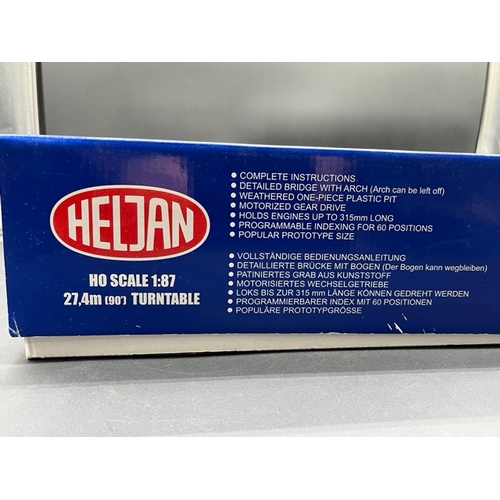 HELJAN
HO SCALE 1:87
27,4m (90') TURNTABLE
● COMPLETE INSTRUCTIONS
● DETAILED BRIDGE WITH ARCH (Arch can be left off)
● WEATHERED ONE-PIECE PLASTIC PIT
● MOTORIZED GEAR DRIVE
● HOLDS ENGINES UP TO 315mm LONG
● PROGRAMMABLE INDEXING FOR 60 POSITIONS
● POPULAR PROTOTYPE SIZE
● VOLLSTÄNDIGE BEDIENUNGSANLEITUNG
● DETAILLIERTE BRÜCKE MIT BOGEN (Der Bogen kann wegbleiben)
● PATINIERTES GRAB AUS KUNSTSTOFF
● MOTORISIERTES WECHSELGETRIEBE
● LOKS BIS ZUR 315 mm LÄNGE KÖNNEN GEDREHT WERDEN
● PROGRAMMIERBARER INDEX MIT 60 POSITIONEN
● POPULÄRE PROTOTYPGRÖSSE